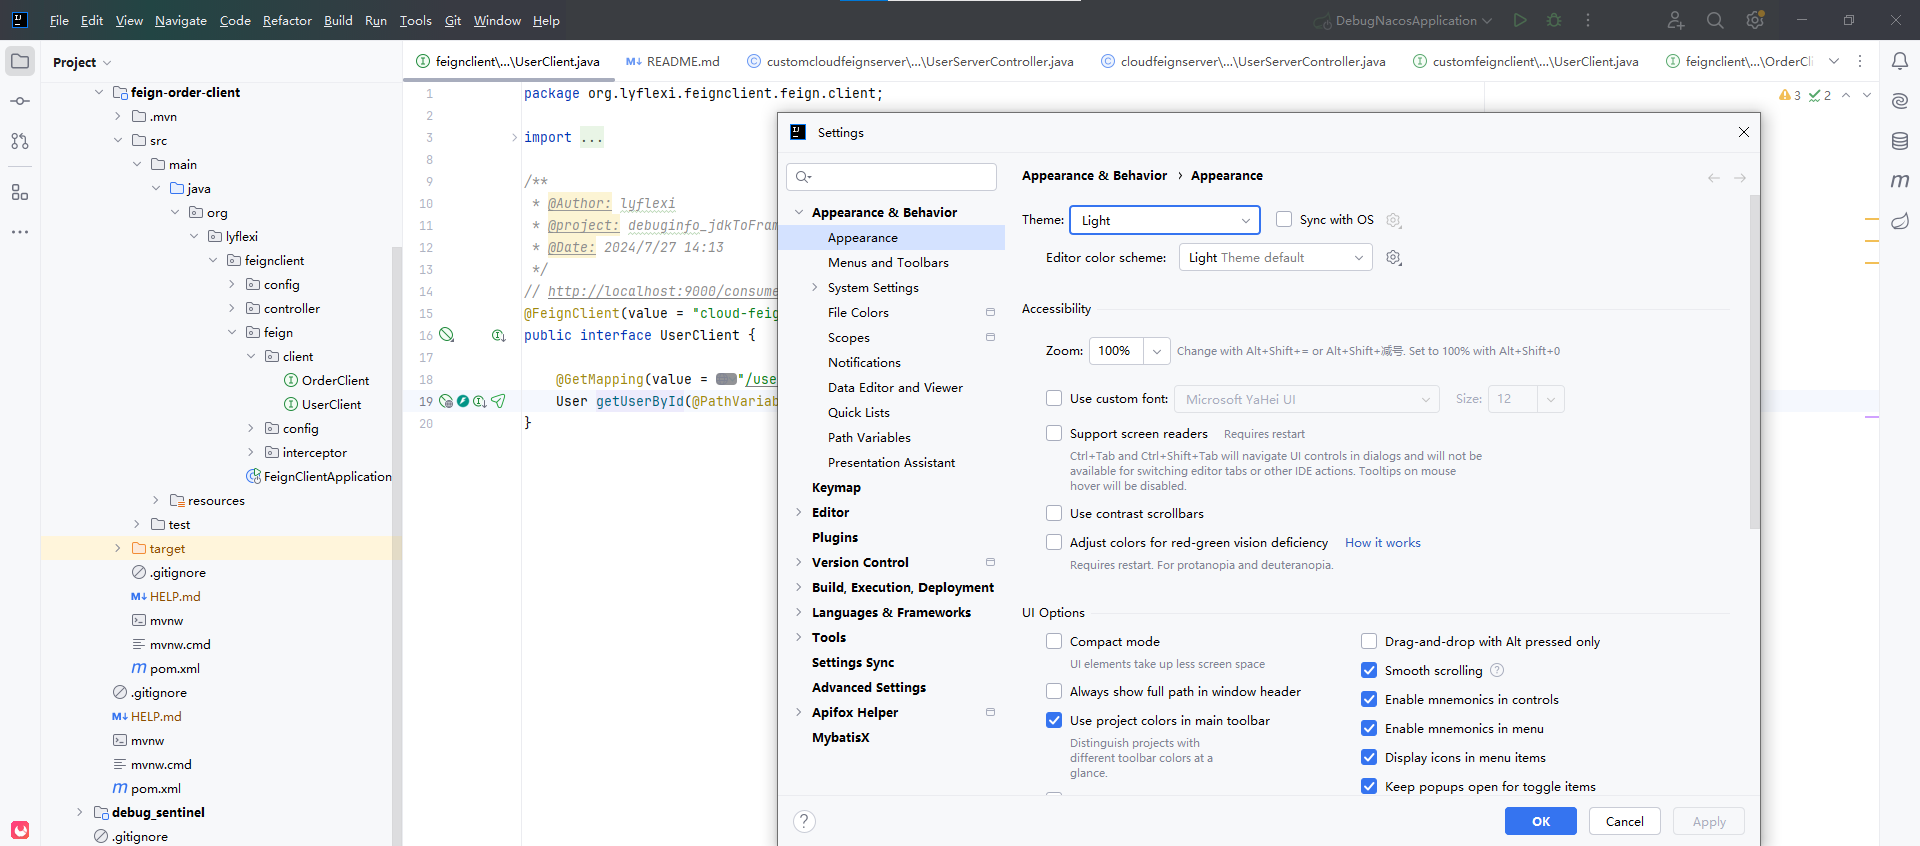 File Edit View Navigate Code Refactor Build Run Tools Git Window Help
DebugNacosApplication
Project
feign-order-client
.mvn
src
main
java
org
lyflexi
feignclient
config
controller
feign
client
OrderClient
UserClient
config
interceptor
FeignClientApplication
resources
test
target
.gitignore
HELP.md
mvnw
mvnw.cmd
pom.xml
.gitignore
HELP.md
mvnw
mvnw.cmd
pom.xml
debug_sentinel
.gitignore
feignclient\...\UserClient.java
README.md
customcloudfeignserver\...\UserServerController.java
cloudfeignserver\...\UserServerController.java
customfeignclient\...\UserClient.java
feignclient\...\OrderCli
3 2
1 package org.lyflexi.feignclient.feign.client;
2
3 import ...
8
9 /**
10 * @Author: lyflexi
11 * @project: debuginfo_jdkToFram
12 * @Date: 2024/7/27 14:13
13 */
14 // http://localhost:9000/consume
15 @FeignClient(value = "cloud-feig
16 public interface UserClient {
17
18 @GetMapping(value = "/use
19 User getUserById(@PathVariab
20 }
Settings
Appearance & Behavior
Appearance
Menus and Toolbars
System Settings
File Colors
Scopes
Notifications
Data Editor and Viewer
Quick Lists
Path Variables
Presentation Assistant
Keymap
Editor
Plugins
Version Control
Build, Execution, Deployment
Languages & Frameworks
Tools
Settings Sync
Advanced Settings
Apifox Helper
MybatisX
Appearance & Behavior › Appearance
Theme: Light Sync with OS
Editor color scheme: Light Theme default
Accessibility
Zoom: 100% Change with Alt+Shift+= or Alt+Shift+减号. Set to 100% with Alt+Shift+0
Use custom font: Microsoft YaHei UI Size: 12
Support screen readers Requires restart
Ctrl+Tab and Ctrl+Shift+Tab will navigate UI controls in dialogs and will not be
available for switching editor tabs or other IDE actions. Tooltips on mouse
hover will be disabled.
Use contrast scrollbars
Adjust colors for red-green vision deficiency How it works
Requires restart. For protanopia and deuteranopia.
UI Options
Compact mode
UI elements take up less screen space
Always show full path in window header
Use project colors in main toolbar
Distinguish projects with
different toolbar colors at a
glance.
Drag-and-drop with Alt pressed only
Smooth scrolling ?
Enable mnemonics in controls
Enable mnemonics in menu
Display icons in menu items
Keep popups open for toggle items
? OK Cancel Apply